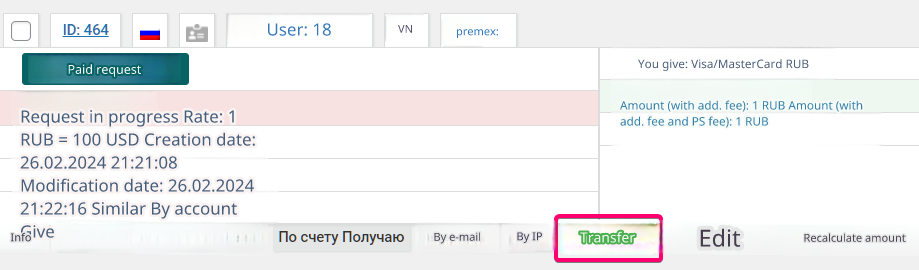 ID: 464
User: 18
VN
premex:
Paid request
You give: Visa/MasterCard RUB
Request in progress Rate: 1
RUB = 100 USD Creation date:
26.02.2024 21:21:08
Modification date: 26.02.2024
21:22:16 Similar By account
Give
Amount (with add. fee): 1 RUB Amount (with
add. fee and PS fee): 1 RUB
Info
По счету Получаю
By e-mail
By IP
Transfer
Edit
Recalculate amount